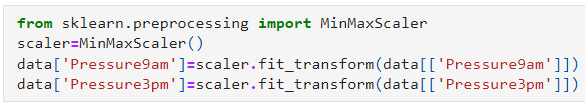 from sklearn.preprocessing import MinMaxScaler
scaler=MinMaxScaler()
data['Pressure9am']=scaler.fit_transform(data[['Pressure9am']])
data['Pressure3pm']=scaler.fit_transform(data[['Pressure3pm']])